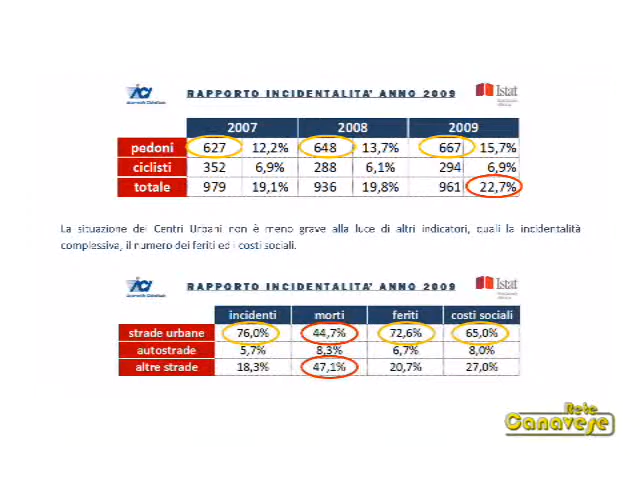 ACI
RAPPORTO INCIDENTALITA' ANNO 2009
Istat
2007 2008 2009
pedoni 627 12,2% 648 13,7% 667 15,7%
ciclisti 352 6,9% 288 6,1% 294 6,9%
totale 979 19,1% 936 19,8% 961 22,7%
La situazione dei Centri Urbani non è meno grave alla luce di altri indicatori, quali la incidentalità
complessiva, il numero dei feriti ed i costi sociali.
ACI
RAPPORTO INCIDENTALITA' ANNO 2009
Istat
incidenti morti feriti costi sociali
strade urbane 76,0% 44,7% 72,6% 65,0%
autostrade 5,7% 8,3% 6,7% 8,0%
altre strade 18,3% 47,1% 20,7% 27,0%
Rete
Canavese